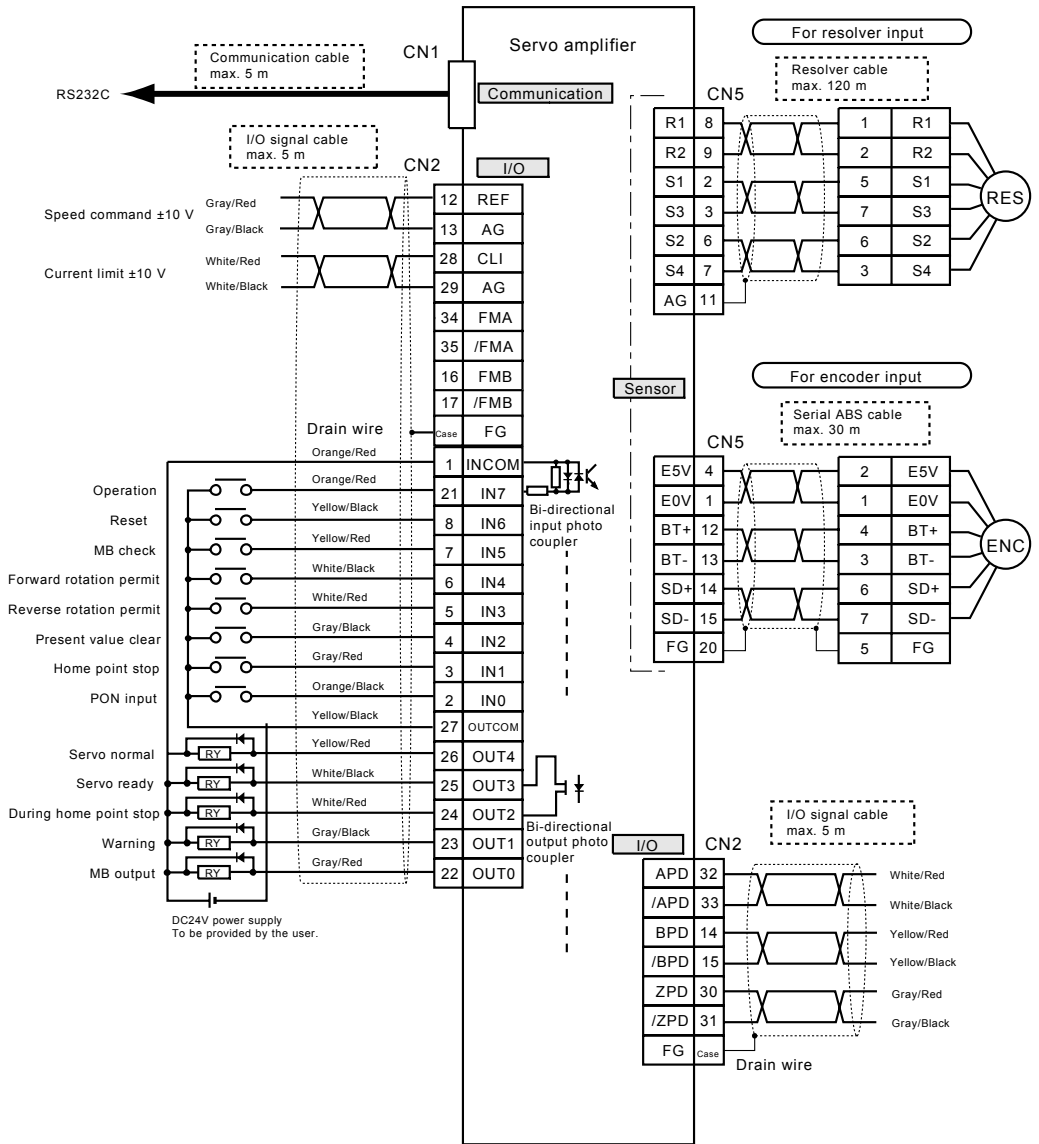 Servo amplifier
CN1
Communication
Communication cable
max. 5 m
RS232C
I/O signal cable
max. 5 m
CN2
I/O
Speed command ±10 V
Gray/Red
12 REF
Gray/Black
13 AG
Current limit ±10 V
White/Red
28 CLI
White/Black
29 AG
34 FMA
35 /FMA
16 FMB
17 /FMB
Drain wire
Case FG
Orange/Red
1 INCOM
Operation
Orange/Red
21 IN7
Reset
Yellow/Black
8 IN6
MB check
Yellow/Red
7 IN5
Forward rotation permit
White/Black
6 IN4
Reverse rotation permit
White/Red
5 IN3
Present value clear
Gray/Black
4 IN2
Home point stop
Gray/Red
3 IN1
PON input
Orange/Black
2 IN0
Yellow/Black
27 OUTCOM
Servo normal
RY
Yellow/Red
26 OUT4
Servo ready
RY
White/Black
25 OUT3
During home point stop
RY
White/Red
24 OUT2
Warning
RY
Gray/Black
23 OUT1
MB output
RY
Gray/Red
22 OUT0
DC24V power supply
To be provided by the user.
Bi-directional
input photo
coupler
Bi-directional
output photo
coupler
Sensor
For resolver input
Resolver cable
max. 120 m
CN5
R1 8 1 R1
R2 9 2 R2
S1 2 5 S1
S3 3 7 S3
S2 6 6 S2
S4 7 3 S4
AG 11
RES
For encoder input
Serial ABS cable
max. 30 m
CN5
E5V 4 2 E5V
E0V 1 1 E0V
BT+ 12 4 BT+
BT- 13 3 BT-
SD+ 14 6 SD+
SD- 15 7 SD-
FG 20 5 FG
ENC
I/O signal cable
max. 5 m
I/O
CN2
APD 32 White/Red
/APD 33 White/Black
BPD 14 Yellow/Red
/BPD 15 Yellow/Black
ZPD 30 Gray/Red
/ZPD 31 Gray/Black
FG Case
Drain wire